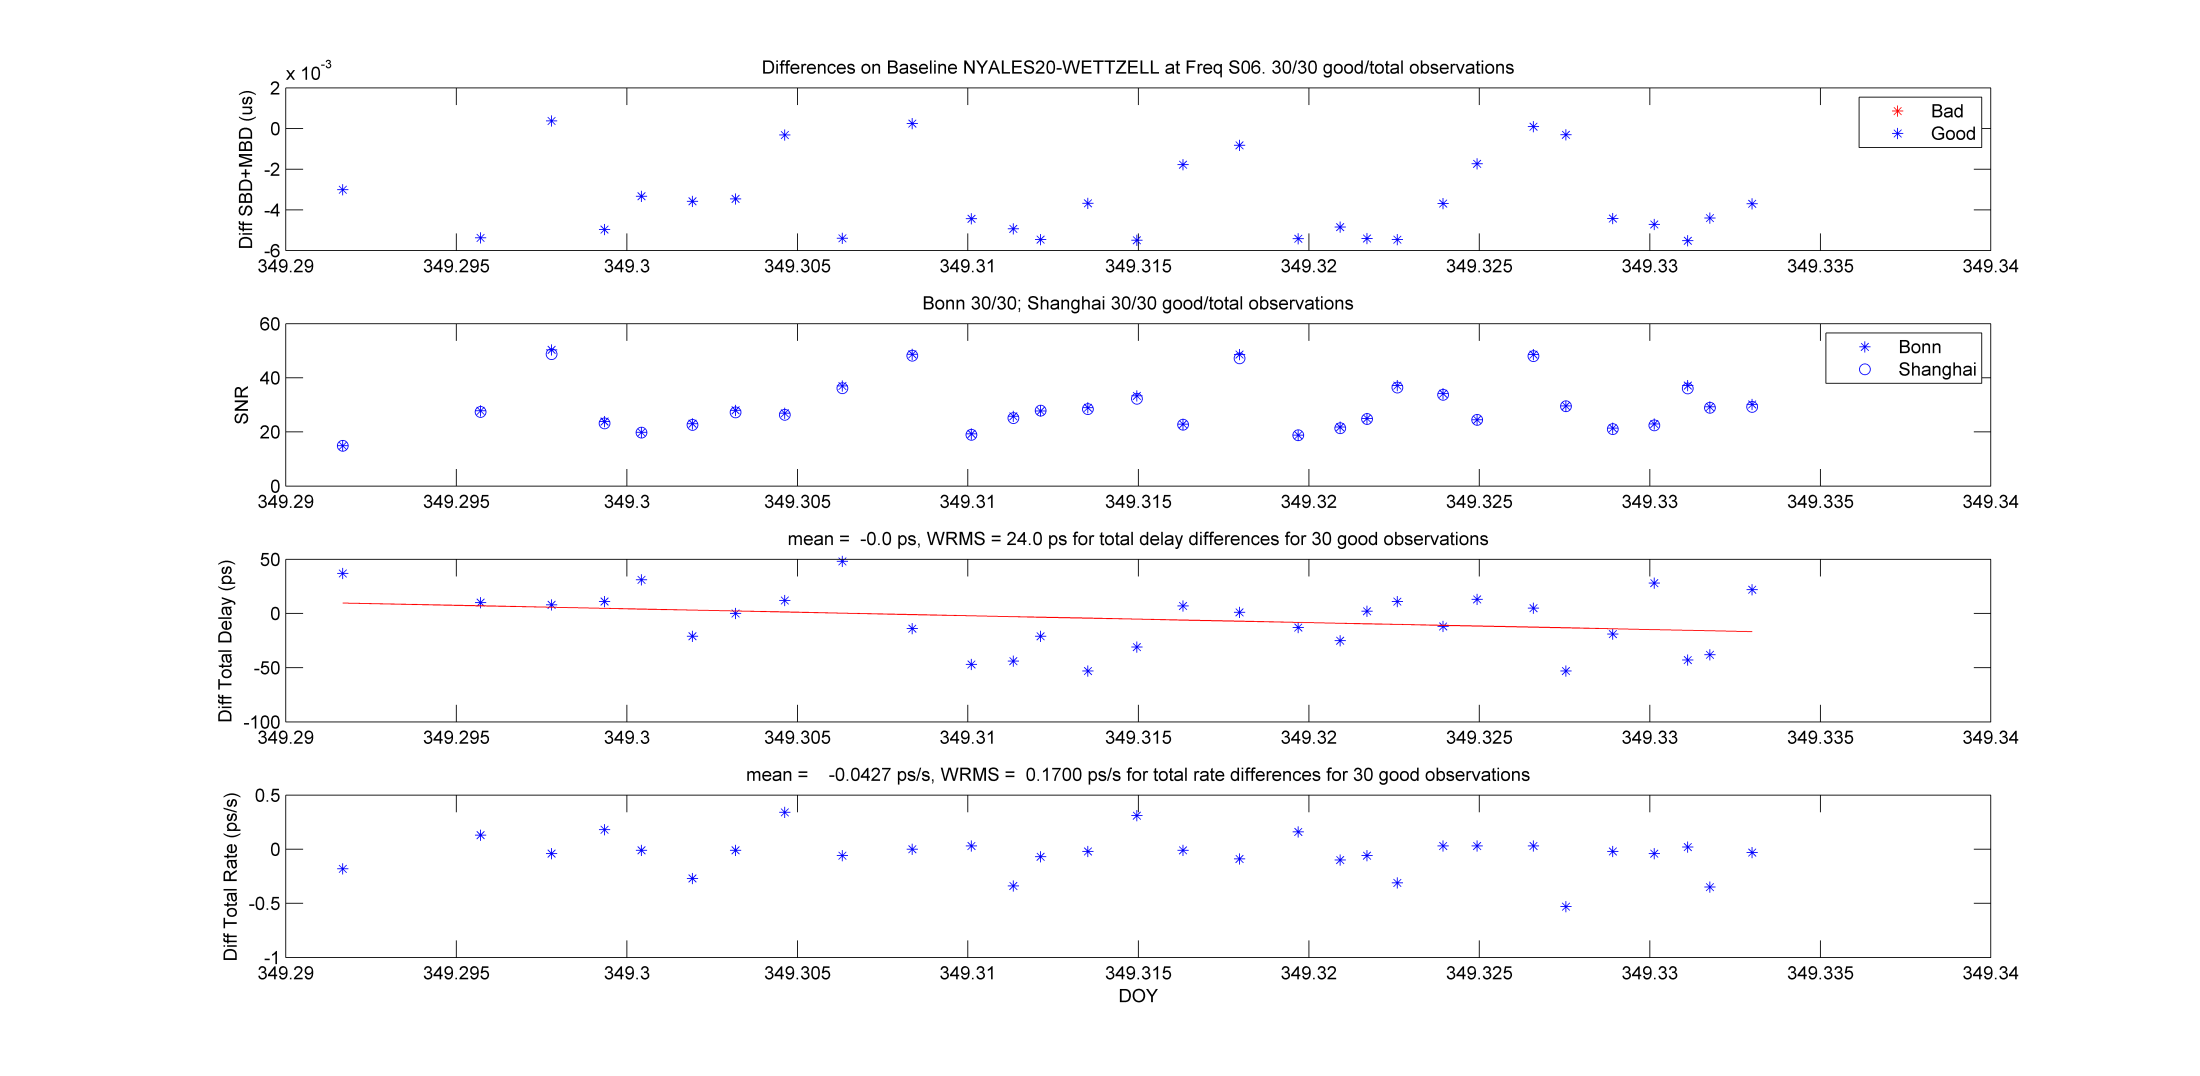 Differences on Baseline NYALES20-WETTZELL at Freq S06. 30/30 good/total observations
x 10-3
Diff SBD+MBD (us)
2
0
-2
-4
-6
Bad
Good
349.29 349.295 349.3 349.305 349.31 349.315 349.32 349.325 349.33 349.335 349.34
Bonn 30/30; Shanghai 30/30 good/total observations
SNR
60
40
20
0
Bonn
Shanghai
349.29 349.295 349.3 349.305 349.31 349.315 349.32 349.325 349.33 349.335 349.34
mean = -0.0 ps, WRMS = 24.0 ps for total delay differences for 30 good observations
Diff Total Delay (ps)
50
0
-50
-100
349.29 349.295 349.3 349.305 349.31 349.315 349.32 349.325 349.33 349.335 349.34
mean = -0.0427 ps/s, WRMS = 0.1700 ps/s for total rate differences for 30 good observations
Diff Total Rate (ps/s)
0.5
0
-0.5
-1
349.29 349.295 349.3 349.305 349.31 349.315 349.32 349.325 349.33 349.335 349.34
DOY